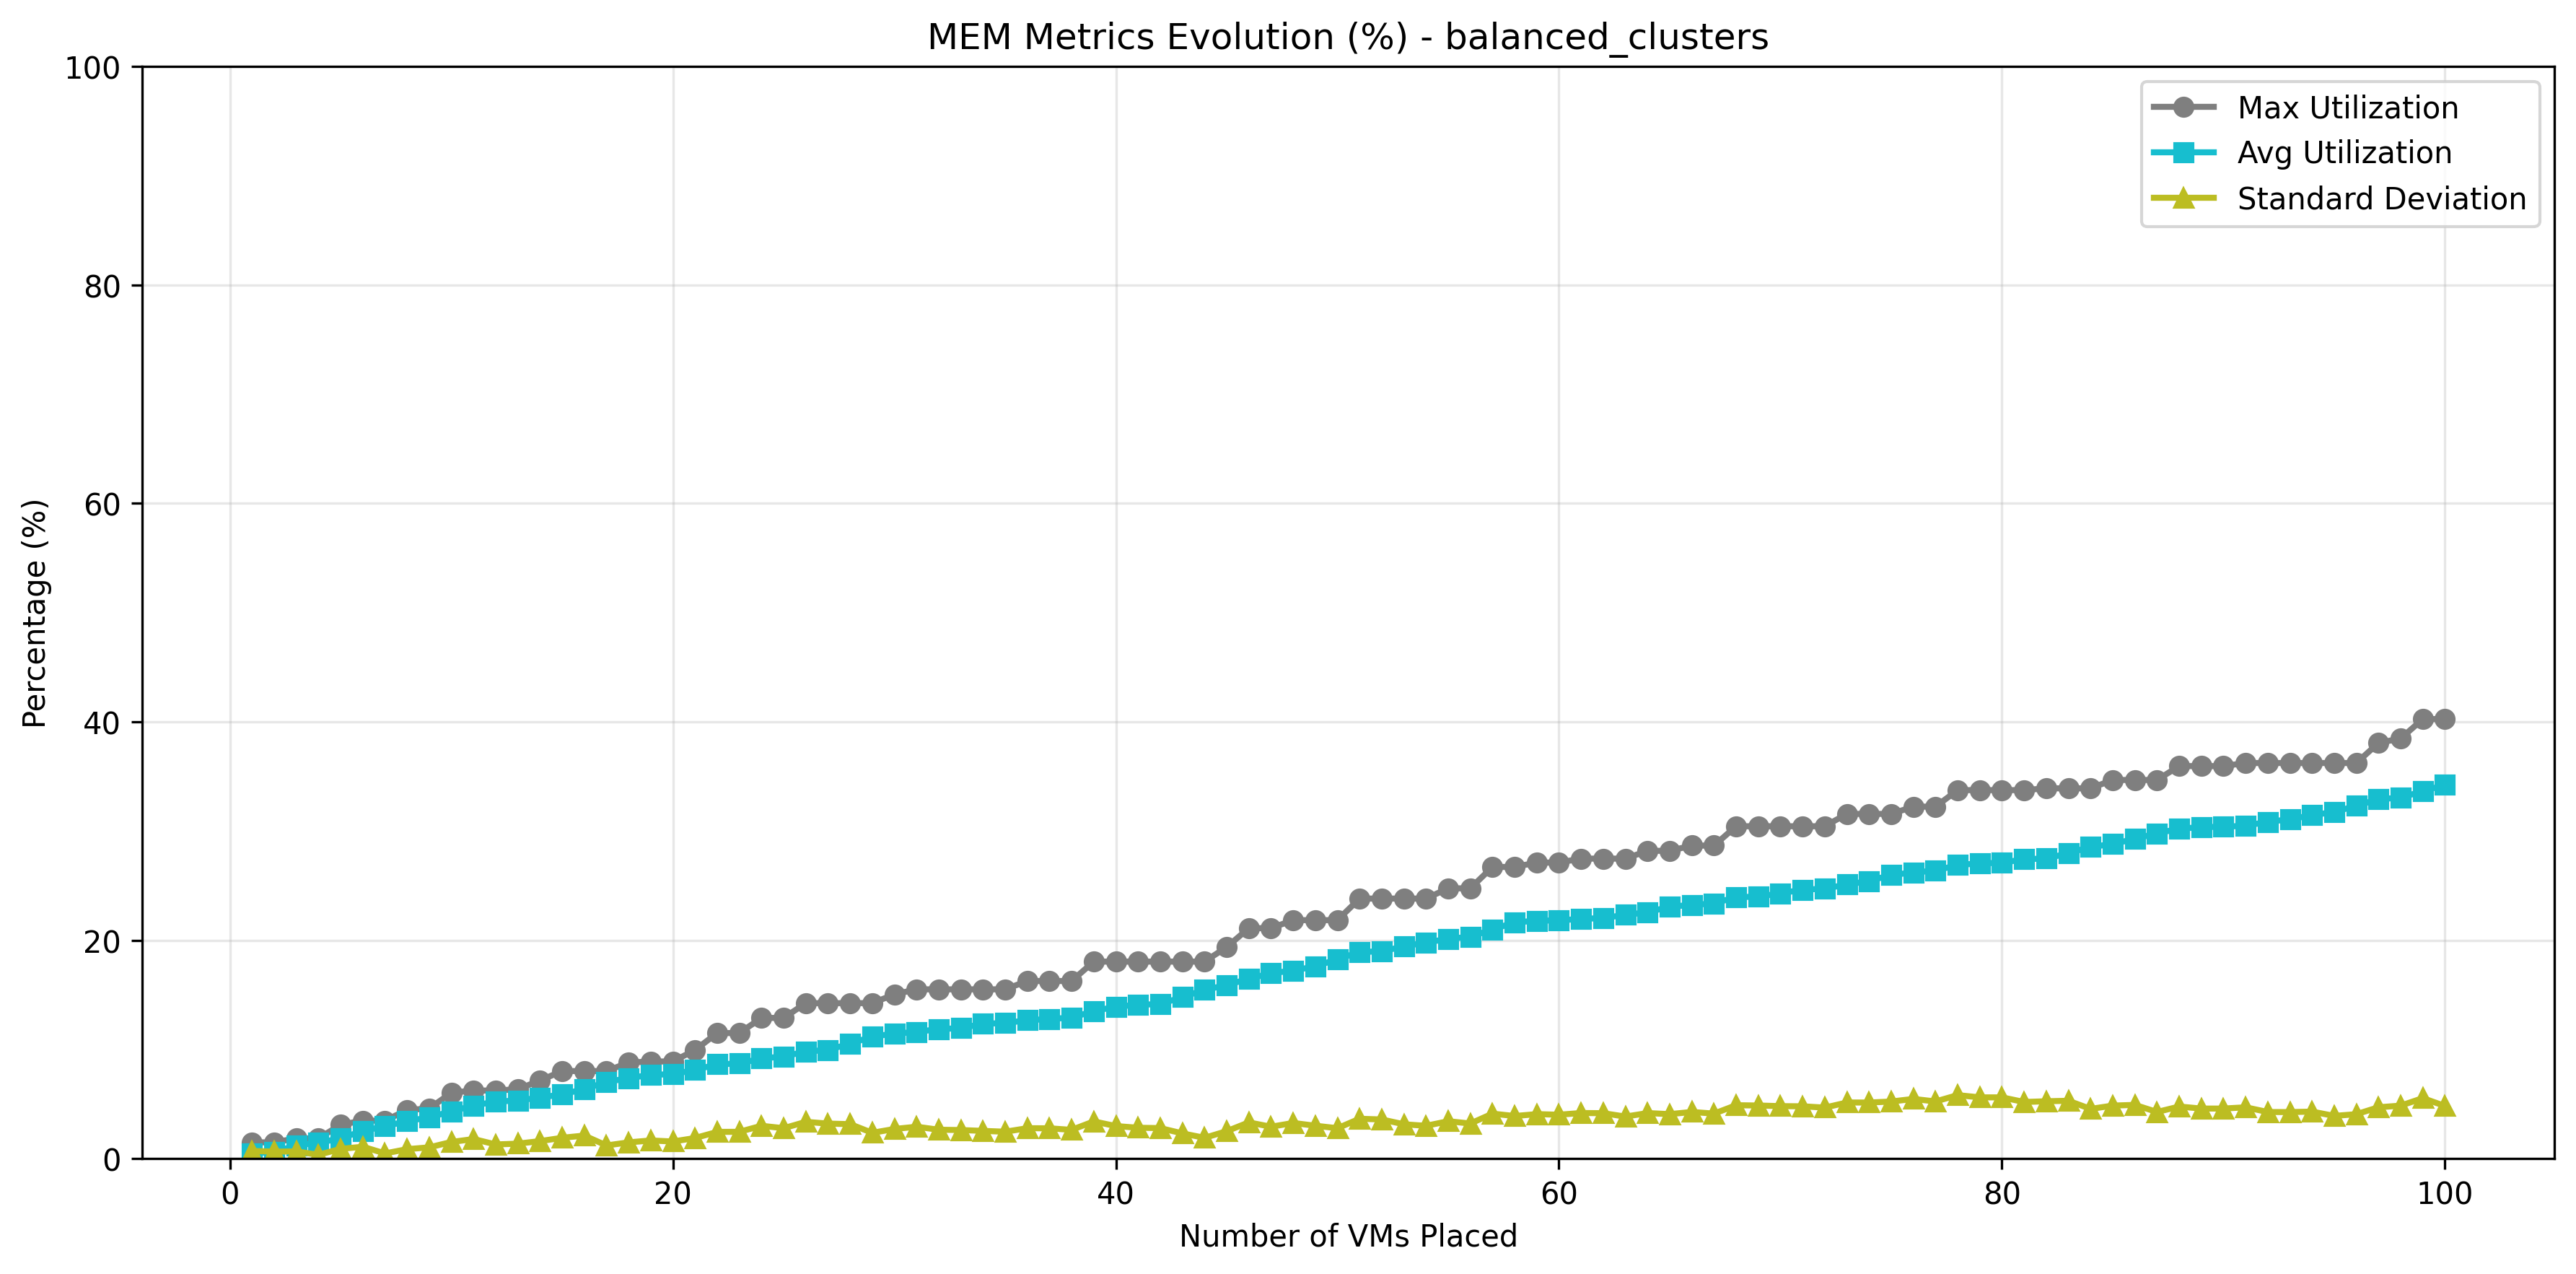 MEM Metrics Evolution (%) - balanced_clusters
100
80
60
40
20
0
Percentage (%)
Max Utilization
Avg Utilization
Standard Deviation
0 20 40 60 80 100
Number of VMs Placed